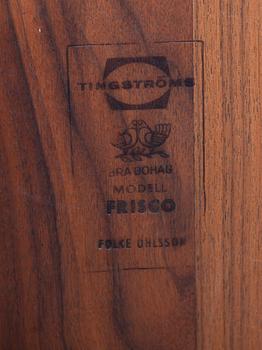 TINGSTRÖMS
BRA BOHAG
MODELL
FRISCO
FOLKE OHLSSON